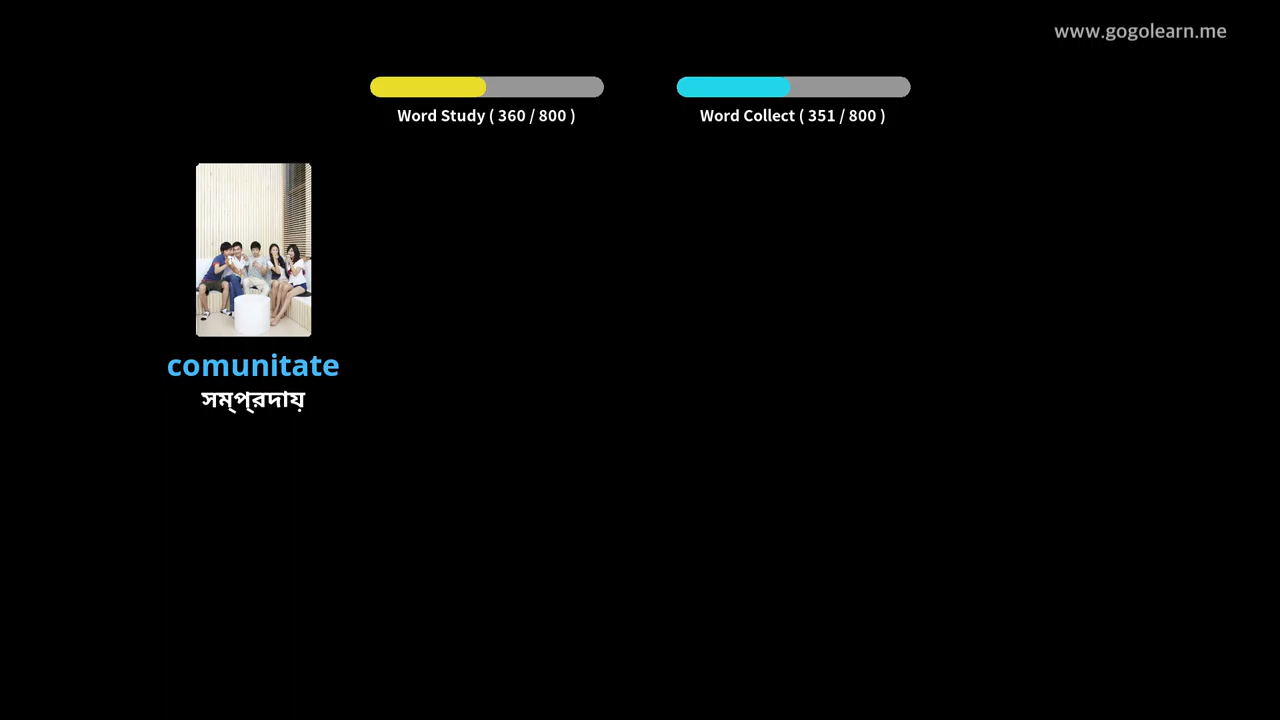 www.gogolearn.me
Word Study ( 360 / 800 )
Word Collect ( 351 / 800 )
comunitate
সম্প্রদায়